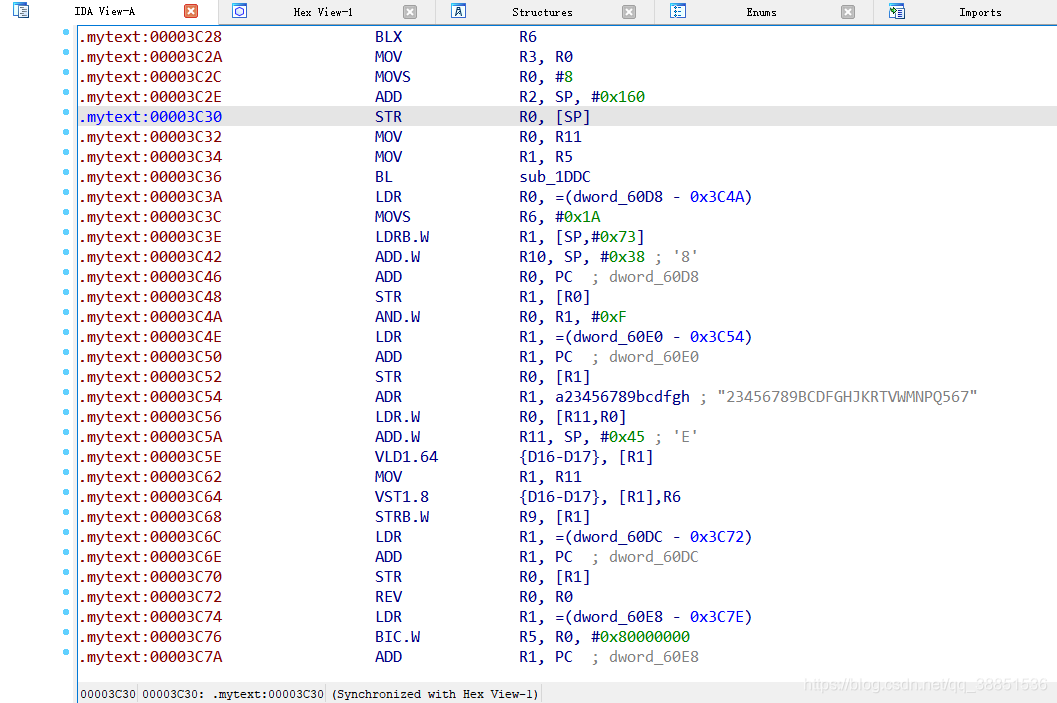 IDA View-A Hex View-1 Structures Enums Imports
.mytext:00003C28 BLX R6
.mytext:00003C2A MOV R3, R0
.mytext:00003C2C MOVS R0, #8
.mytext:00003C2E ADD R2, SP, #0x160
.mytext:00003C30 STR R0, [SP]
.mytext:00003C32 MOV R0, R11
.mytext:00003C34 MOV R1, R5
.mytext:00003C36 BL sub_1DDC
.mytext:00003C3A LDR R0, =(dword_60D8 - 0x3C4A)
.mytext:00003C3C MOVS R6, #0x1A
.mytext:00003C3E LDRB.W R1, [SP,#0x73]
.mytext:00003C42 ADD.W R10, SP, #0x38 ; '8'
.mytext:00003C46 ADD R0, PC ; dword_60D8
.mytext:00003C48 STR R1, [R0]
.mytext:00003C4A AND.W R0, R1, #0xF
.mytext:00003C4E LDR R1, =(dword_60E0 - 0x3C54)
.mytext:00003C50 ADD R1, PC ; dword_60E0
.mytext:00003C52 STR R0, [R1]
.mytext:00003C54 ADR R1, a23456789bcdfgh ; "23456789BCDFGHJKRTVWMNPQ567"
.mytext:00003C56 LDR.W R0, [R11,R0]
.mytext:00003C5A ADD.W R11, SP, #0x45 ; 'E'
.mytext:00003C5E VLD1.64 {D16-D17}, [R1]
.mytext:00003C62 MOV R1, R11
.mytext:00003C64 VST1.8 {D16-D17}, [R1],R6
.mytext:00003C68 STRB.W R9, [R1]
.mytext:00003C6C LDR R1, =(dword_60DC - 0x3C72)
.mytext:00003C6E ADD R1, PC ; dword_60DC
.mytext:00003C70 STR R0, [R1]
.mytext:00003C72 REV R0, R0
.mytext:00003C74 LDR R1, =(dword_60E8 - 0x3C7E)
.mytext:00003C76 BIC.W R5, R0, #0x80000000
.mytext:00003C7A ADD R1, PC ; dword_60E8
00003C30 00003C30: .mytext:00003C30 (Synchronized with Hex View-1)
https://blog.csdn.net/qq_38851536